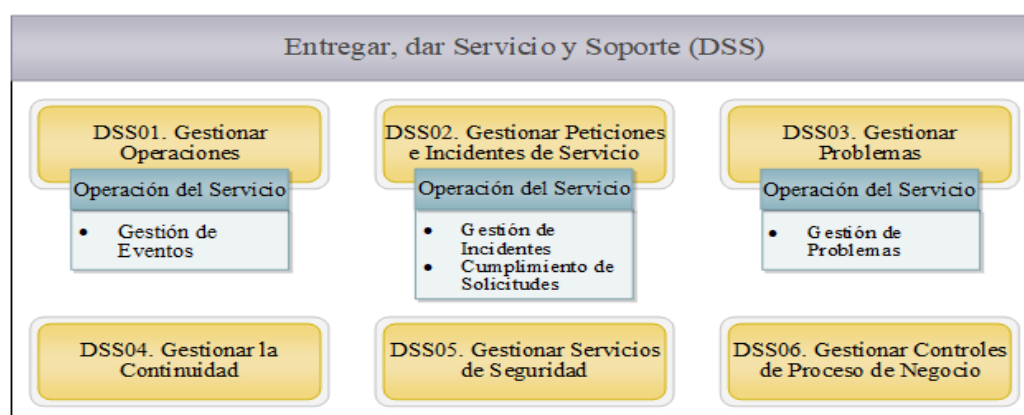 Entregar, dar Servicio y Soporte (DSS)
DSS01. Gestionar
Operaciones
Operación del Servicio
• Gestión de
Eventos
DSS02. Gestionar Peticiones
e Incidentes de Servicio
Operación del Servicio
• Gestión de
Incidentes
• Cumplimiento de
Solicitudes
DSS03. Gestionar
Problemas
Operación del Servicio
• Gestión de
Problemas
DSS04. Gestionar la
Continuidad
DSS05. Gestionar Servicios
de Seguridad
DSS06. Gestionar Controles
de Proceso de Negocio